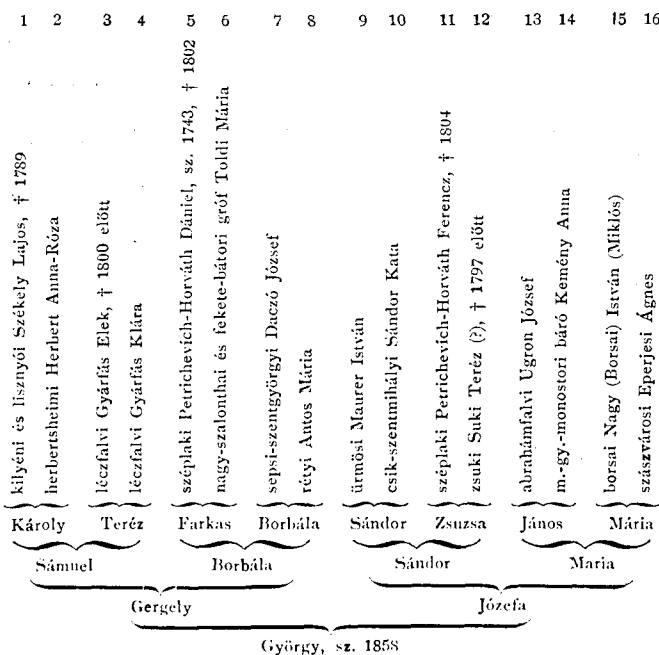 1 2 3 4 5 6 7 8 9 10 11 12 13 14 15 16
kilyéni és lisznyói Székely Lajos, † 1789
herbertsheimi Herbert Anna-Róza
léczfalvi Gyárfás Elek, † 1800 előtt
léczfalvi Gyárfás Klára
széplaki Petrichevich-Horváth Dániel, sz. 1743, † 1802
nagy-szalonthai és fekete-bátori gróf Toldi Mária
sepsi-szentgyörgyi Daczó József
rétyi Antos Mária
ürmösi Maurer István
csik-szentmihályi Sándor Kata
széplaki Petrichevich-Horváth Ferencz, † 1804
zsuki Suki Teréz (?), † 1797 előtt
abrahámfalvi Ugron József
m.-gy.-monostori báró Kemény Anna
borsai Nagy (Borsai) István (Miklós)
szászvárosi Eperjesi Ágnes
Károly Teréz Farkas Borbála Sándor Zsuzsa János Mária
Sámuel Borbála Sándor Maria
Gergely Józefa
György, sz. 1858